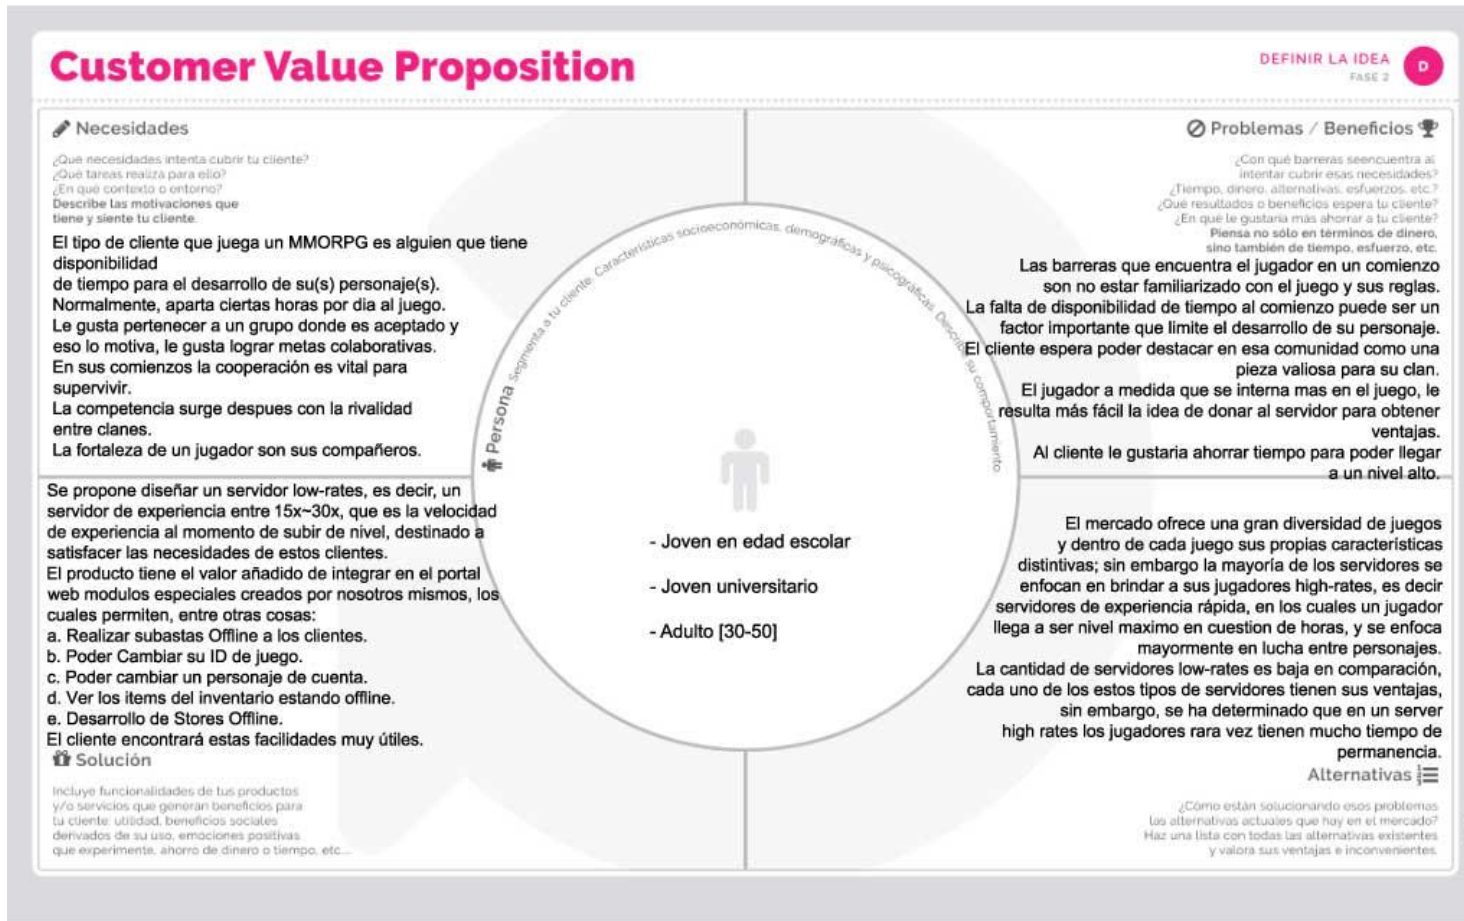 Customer Value Proposition
DEFINIR LA IDEA
FASE 2
D
Necesidades
¿Qué necesidades intenta cubrir tu cliente?
¿Qué tareas realiza para ello?
¿En qué contexto o entorno?
Describe las motivaciones que
tiene y siente tu cliente.
El tipo de cliente que juega un MMORPG es alguien que tiene
disponibilidad
de tiempo para el desarrollo de su(s) personaje(s).
Normalmente, aparta ciertas horas por dia al juego.
Le gusta pertenecer a un grupo donde es aceptado y
eso lo motiva, le gusta lograr metas colaborativas.
En sus comienzos la cooperación es vital para
supervivir.
La competencia surge despues con la rivalidad
entre clanes.
La fortaleza de un jugador son sus compañeros.
Problemas / Beneficios
¿Con qué barreras seencuentra al
intentar cubrir esas necesidades?
¿Tiempo, dinero, alternativas, esfuerzos, etc.?
¿Qué resultados o beneficios espera tu cliente?
¿En qué le gustaría más ahorrar a tu cliente?
Piensa no sólo en términos de dinero,
sino también de tiempo, esfuerzo, etc.
Las barreras que encuentra el jugador en un comienzo
son no estar familiarizado con el juego y sus reglas.
La falta de disponibilidad de tiempo al comienzo puede ser un
factor importante que limite el desarrollo de su personaje.
El cliente espera poder destacar en esa comunidad como una
pieza valiosa para su clan.
El jugador a medida que se interna mas en el juego, le
resulta más fácil la idea de donar al servidor para obtener
ventajas.
Al cliente le gustaria ahorrar tiempo para poder llegar
a un nivel alto.
Persona Segmenta a tu cliente. Características socioeconómicas, demográficas y psicográficas. Describe su comportamiento
- Joven en edad escolar
- Joven universitario
- Adulto [30-50]
Se propone diseñar un servidor low-rates, es decir, un
servidor de experiencia entre 15x~30x, que es la velocidad
de experiencia al momento de subir de nivel, destinado a
satisfacer las necesidades de estos clientes.
El producto tiene el valor añadido de integrar en el portal
web modulos especiales creados por nosotros mismos, los
cuales permiten, entre otras cosas:
a. Realizar subastas Offline a los clientes.
b. Poder Cambiar su ID de juego.
c. Poder cambiar un personaje de cuenta.
d. Ver los items del inventario estando offline.
e. Desarrollo de Stores Offline.
El cliente encontrará estas facilidades muy útiles.
Solución
Incluye funcionalidades de tus productos
y/o servicios que generan beneficios para
tu cliente: utilidad, beneficios sociales
derivados de su uso, emociones positivas
que experimente, ahorro de dinero o tiempo, etc...
El mercado ofrece una gran diversidad de juegos
y dentro de cada juego sus propias características
distintivas; sin embargo la mayoría de los servidores se
enfocan en brindar a sus jugadores high-rates, es decir
servidores de experiencia rápida, en los cuales un jugador
llega a ser nivel maximo en cuestion de horas, y se enfoca
mayormente en lucha entre personajes.
La cantidad de servidores low-rates es baja en comparación,
cada uno de los estos tipos de servidores tienen sus ventajas,
sin embargo, se ha determinado que en un server
high rates los jugadores rara vez tienen mucho tiempo de
permanencia.
Alternativas
¿Cómo están solucionando esos problemas
las alternativas actuales que hay en el mercado?
Haz una lista con todas las alternativas existentes
y valora sus ventajas e inconvenientes.